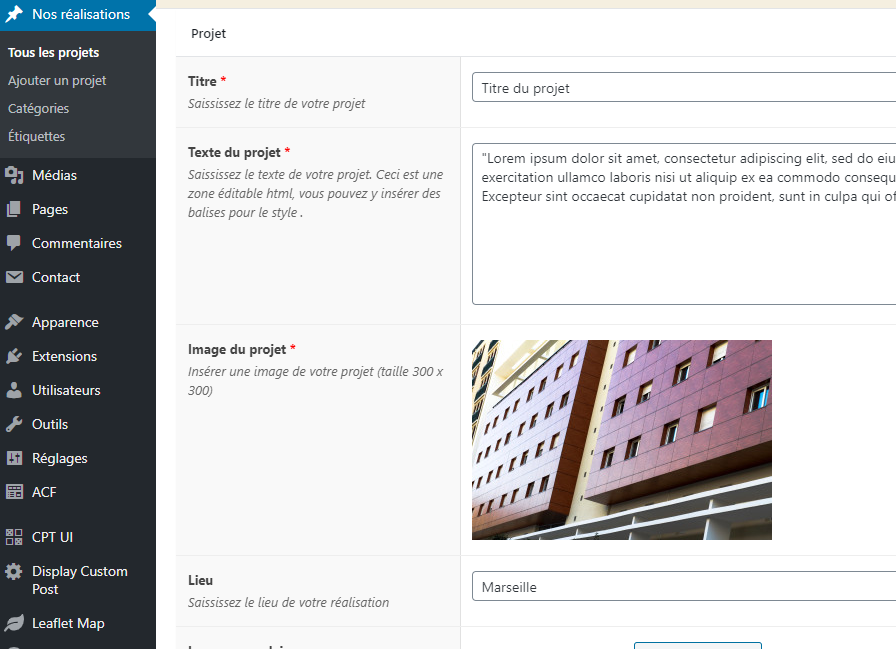 Nos réalisations
Tous les projets
Ajouter un projet
Catégories
Étiquettes
Médias
Pages
Commentaires
Contact
Apparence
Extensions
Utilisateurs
Outils
Réglages
ACF
CPT UI
Display Custom
Post
Leaflet Map
Projet
Titre *
Saississez le titre de votre projet
Titre du projet
Texte du projet *
Saississez le texte de votre projet. Ceci est une
zone éditable html, vous pouvez y insérer des
balises pour le style .
"Lorem ipsum dolor sit amet, consectetur adipiscing elit, sed do eiu
exercitation ullamco laboris nisi ut aliquip ex ea commodo consequ
Excepteur sint occaecat cupidatat non proident, sunt in culpa qui of
Image du projet *
Insérer une image de votre projet (taille 300 x
300)
Lieu
Saississez le lieu de votre réalisation
Marseille